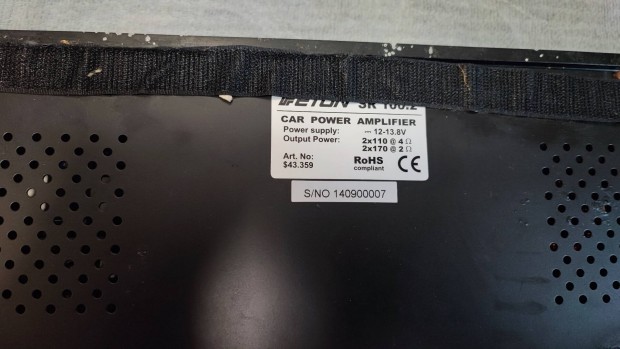 ETON SR 100.2
CAR POWER AMPLIFIER
Power supply: ⎓ 12-13.8V
Output Power: 2x110 @ 4 Ω
2x170 @ 2 Ω
Art. No:
$43.359
RoHS
compliant
CE
S/NO 140900007